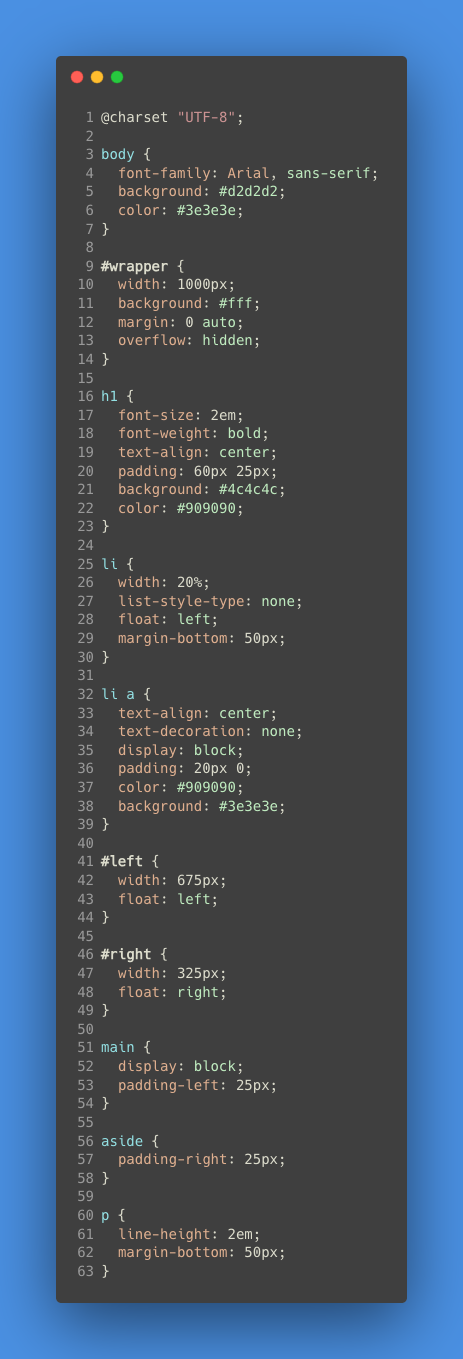 1 @charset "UTF-8";
2
3 body {
4   font-family: Arial, sans-serif;
5   background: #d2d2d2;
6   color: #3e3e3e;
7 }
8
9 #wrapper {
10   width: 1000px;
11   background: #fff;
12   margin: 0 auto;
13   overflow: hidden;
14 }
15
16 h1 {
17   font-size: 2em;
18   font-weight: bold;
19   text-align: center;
20   padding: 60px 25px;
21   background: #4c4c4c;
22   color: #909090;
23 }
24
25 li {
26   width: 20%;
27   list-style-type: none;
28   float: left;
29   margin-bottom: 50px;
30 }
31
32 li a {
33   text-align: center;
34   text-decoration: none;
35   display: block;
36   padding: 20px 0;
37   color: #909090;
38   background: #3e3e3e;
39 }
40
41 #left {
42   width: 675px;
43   float: left;
44 }
45
46 #right {
47   width: 325px;
48   float: right;
49 }
50
51 main {
52   display: block;
53   padding-left: 25px;
54 }
55
56 aside {
57   padding-right: 25px;
58 }
59
60 p {
61   line-height: 2em;
62   margin-bottom: 50px;
63 }